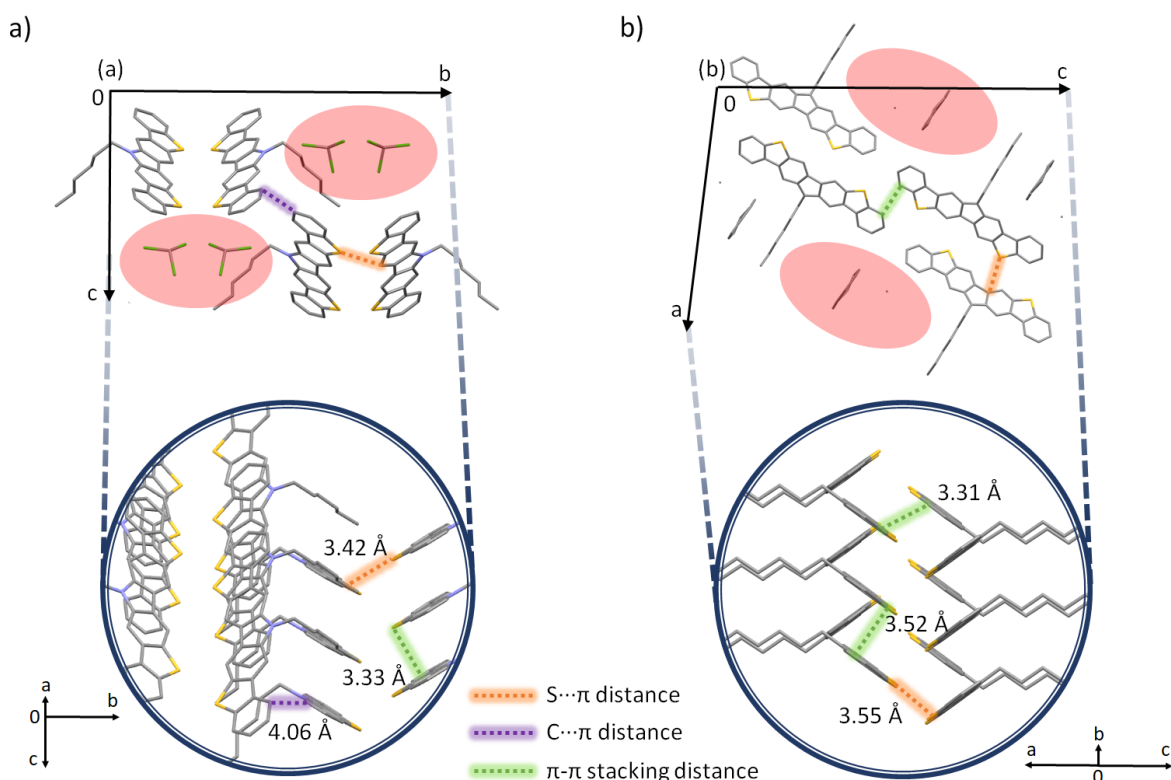 a)
b)
(a)
0
b
c
(b)
0
c
a
3.42 Å
3.33 Å
4.06 Å
3.31 Å
3.52 Å
3.55 Å
a
0
b
c
S···π distance
C···π distance
π-π stacking distance
b
a
c
0